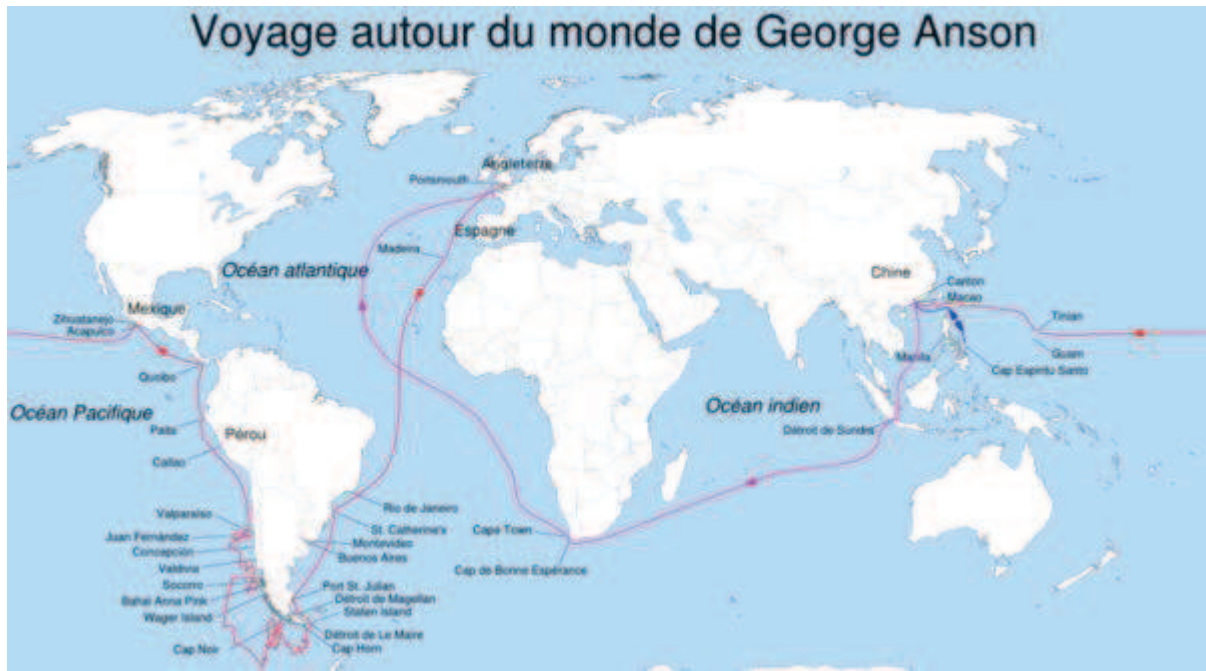 Voyage autour du monde de George Anson
Angleterre
Portsmouth
Espagne
Madeira
Océan atlantique
Chine
Canton
Macao
Mexique
Zihuatanejo
Acapulco
Tinian
Guam
Manila
Cap Espiritu Santo
Quoibo
Océan Pacifique
Océan indien
Paita
Pérou
Détroit de Sundra
Callao
Rio de Janeiro
Valparaiso
St. Catherine's
Cape Town
Juan Fernández
Montevideo
Concepción
Buenos Aires
Valdivia
Cap de Bonne Espérance
Socorro
Port St. Julian
Bahai Anna Pink
Détroit de Magellan
Wager Island
Staten Island
Détroit de Le Maire
Cap Noir
Cap Horn